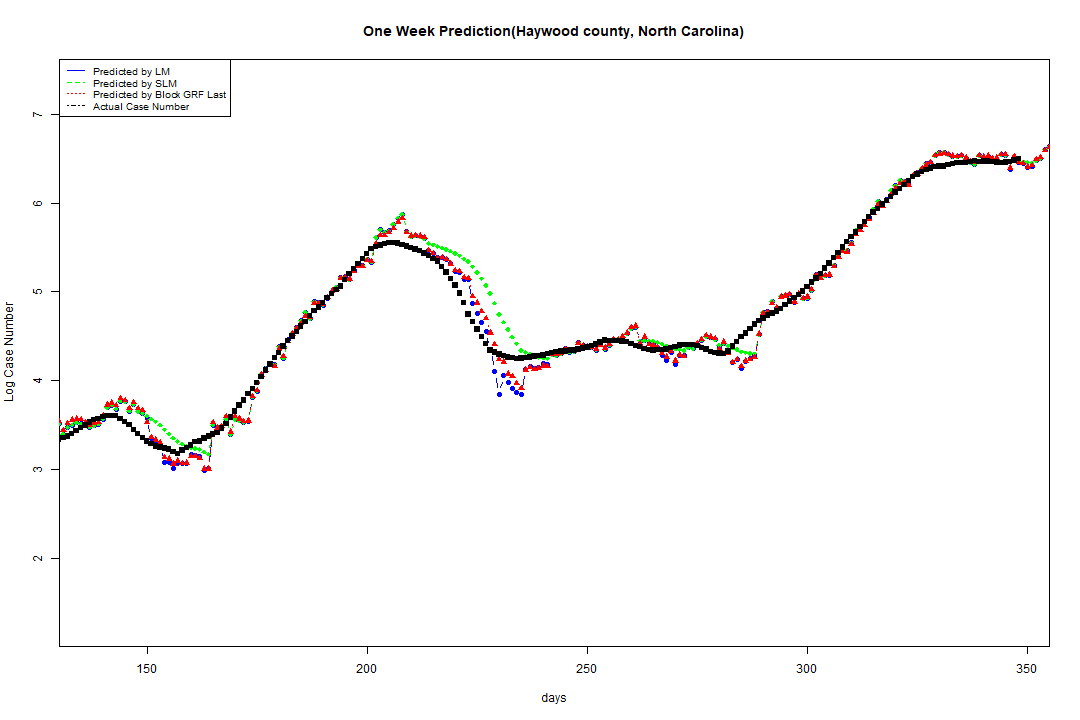 One Week Prediction(Haywood county, North Carolina)
Predicted by LM
Predicted by SLM
Predicted by Block GRF Last
Actual Case Number
7
6
5
4
3
2
Log Case Number
150 200 250 300 350
days